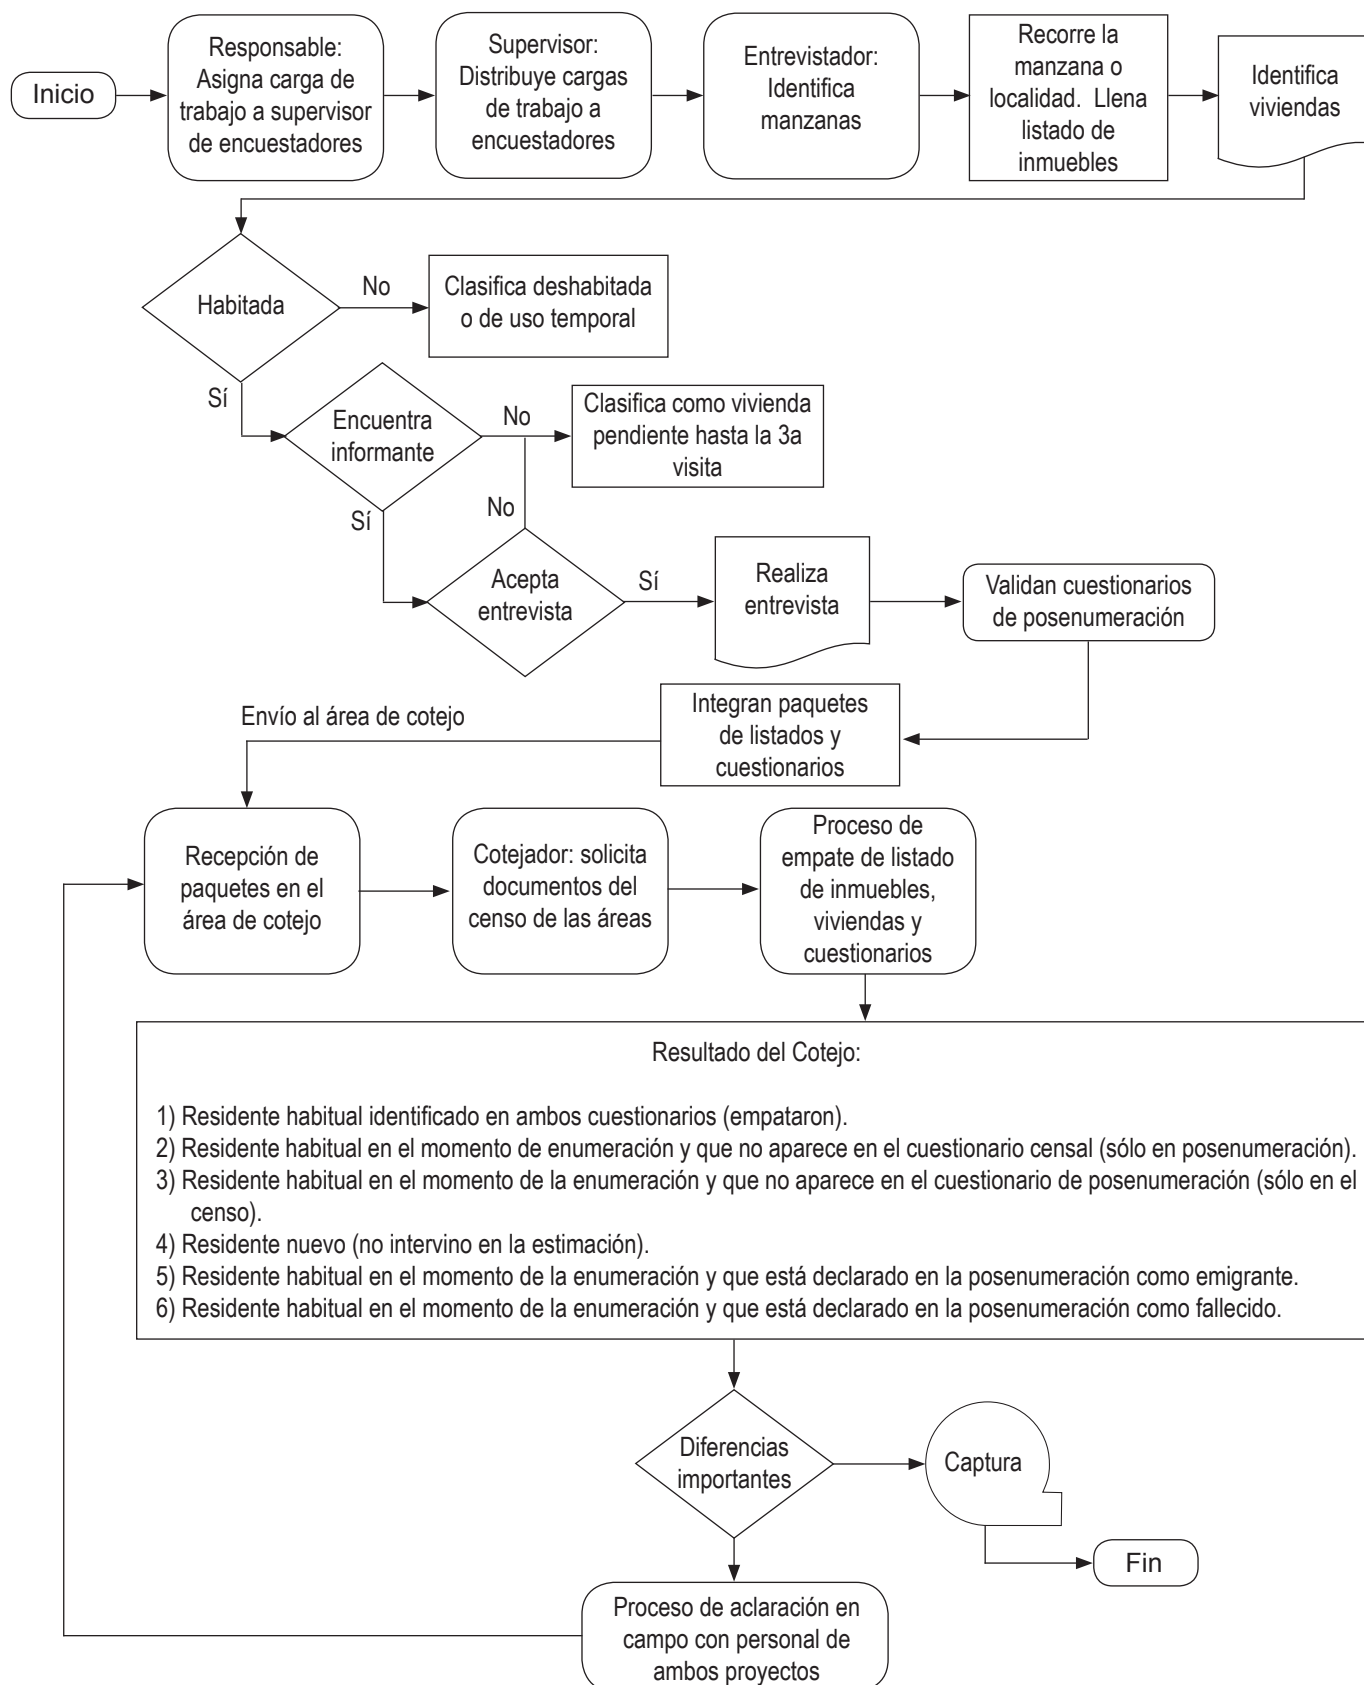 Inicio
Responsable:
Asigna carga de
trabajo a supervisor
de encuestadores
Supervisor:
Distribuye cargas
de trabajo a
encuestadores
Entrevistador:
Identifica
manzanas
Recorre la
manzana o
localidad. Llena
listado de
inmuebles
Identifica
viviendas
Habitada
No
Clasifica deshabitada
o de uso temporal
Sí
Encuentra
informante
No
Clasifica como vivienda
pendiente hasta la 3a
visita
Sí
No
Acepta
entrevista
Sí
Realiza
entrevista
Validan cuestionarios
de posenumeración
Integran paquetes
de listados y
cuestionarios
Envío al área de cotejo
Recepción de
paquetes en el
área de cotejo
Cotejador: solicita
documentos del
censo de las áreas
Proceso de
empate de listado
de inmuebles,
viviendas y
cuestionarios
Resultado del Cotejo:
1) Residente habitual identificado en ambos cuestionarios (empataron).
2) Residente habitual en el momento de enumeración y que no aparece en el cuestionario censal (sólo en posenumeración).
3) Residente habitual en el momento de la enumeración y que no aparece en el cuestionario de posenumeración (sólo en el
censo).
4) Residente nuevo (no intervino en la estimación).
5) Residente habitual en el momento de la enumeración y que está declarado en la posenumeración como emigrante.
6) Residente habitual en el momento de la enumeración y que está declarado en la posenumeración como fallecido.
Diferencias
importantes
Captura
Fin
Proceso de aclaración en
campo con personal de
ambos proyectos